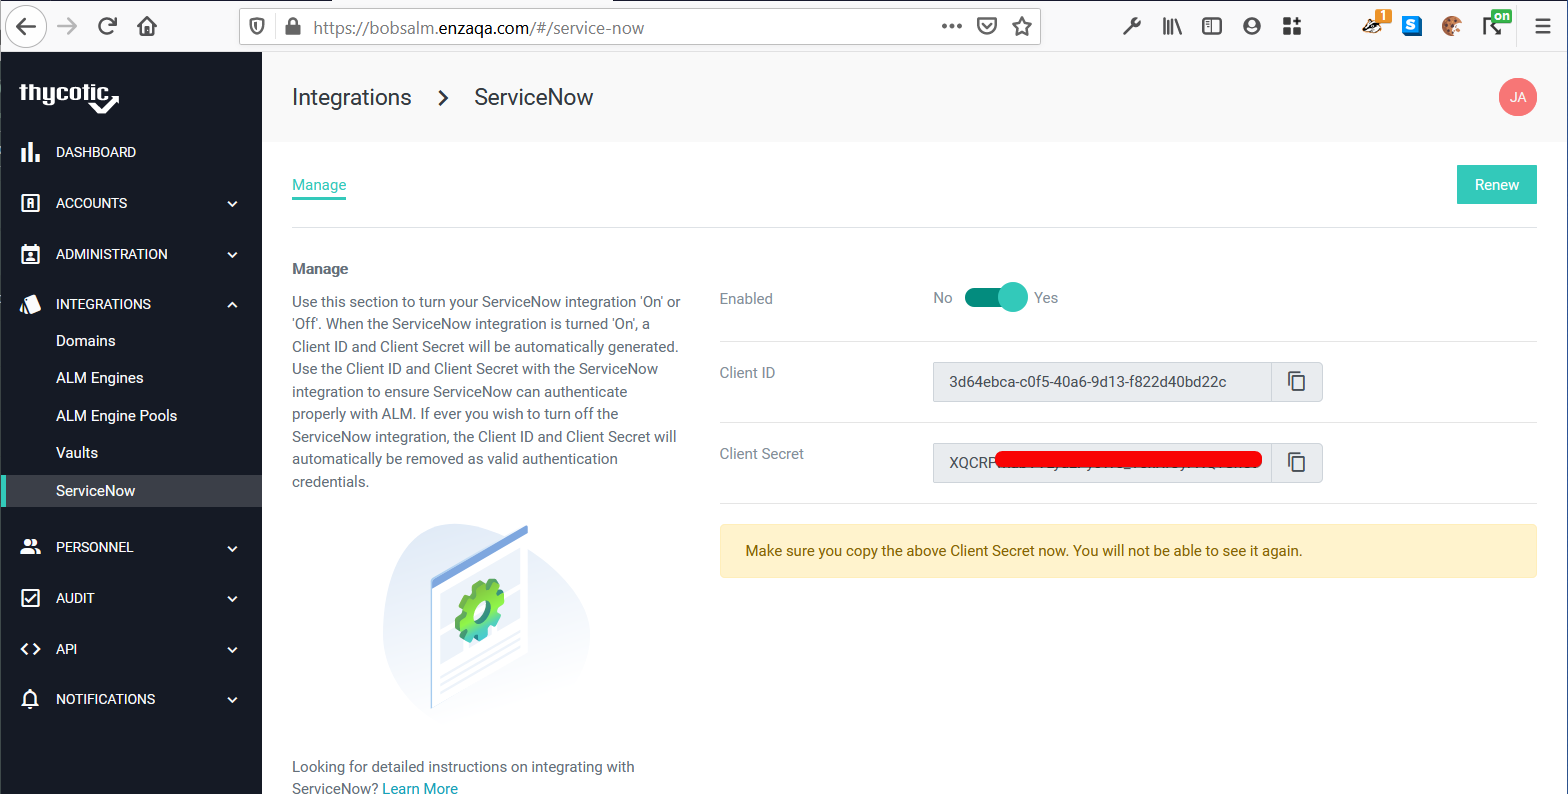 https://bobsalm.enzaqa.com/#/service-now
1
S
on
thycotic
DASHBOARD
ACCOUNTS
ADMINISTRATION
INTEGRATIONS
Domains
ALM Engines
ALM Engine Pools
Vaults
ServiceNow
PERSONNEL
AUDIT
API
NOTIFICATIONS
Integrations > ServiceNow
JA
Manage
Renew
Manage
Use this section to turn your ServiceNow integration 'On' or
'Off'. When the ServiceNow integration is turned 'On', a
Client ID and Client Secret will be automatically generated.
Use the Client ID and Client Secret with the ServiceNow
integration to ensure ServiceNow can authenticate
properly with ALM. If ever you wish to turn off the
ServiceNow integration, the Client ID and Client Secret will
automatically be removed as valid authentication
credentials.
Looking for detailed instructions on integrating with
ServiceNow? Learn More
Enabled
No Yes
Client ID
3d64ebca-c0f5-40a6-9d13-f822d40bd22c
Client Secret
Make sure you copy the above Client Secret now. You will not be able to see it again.